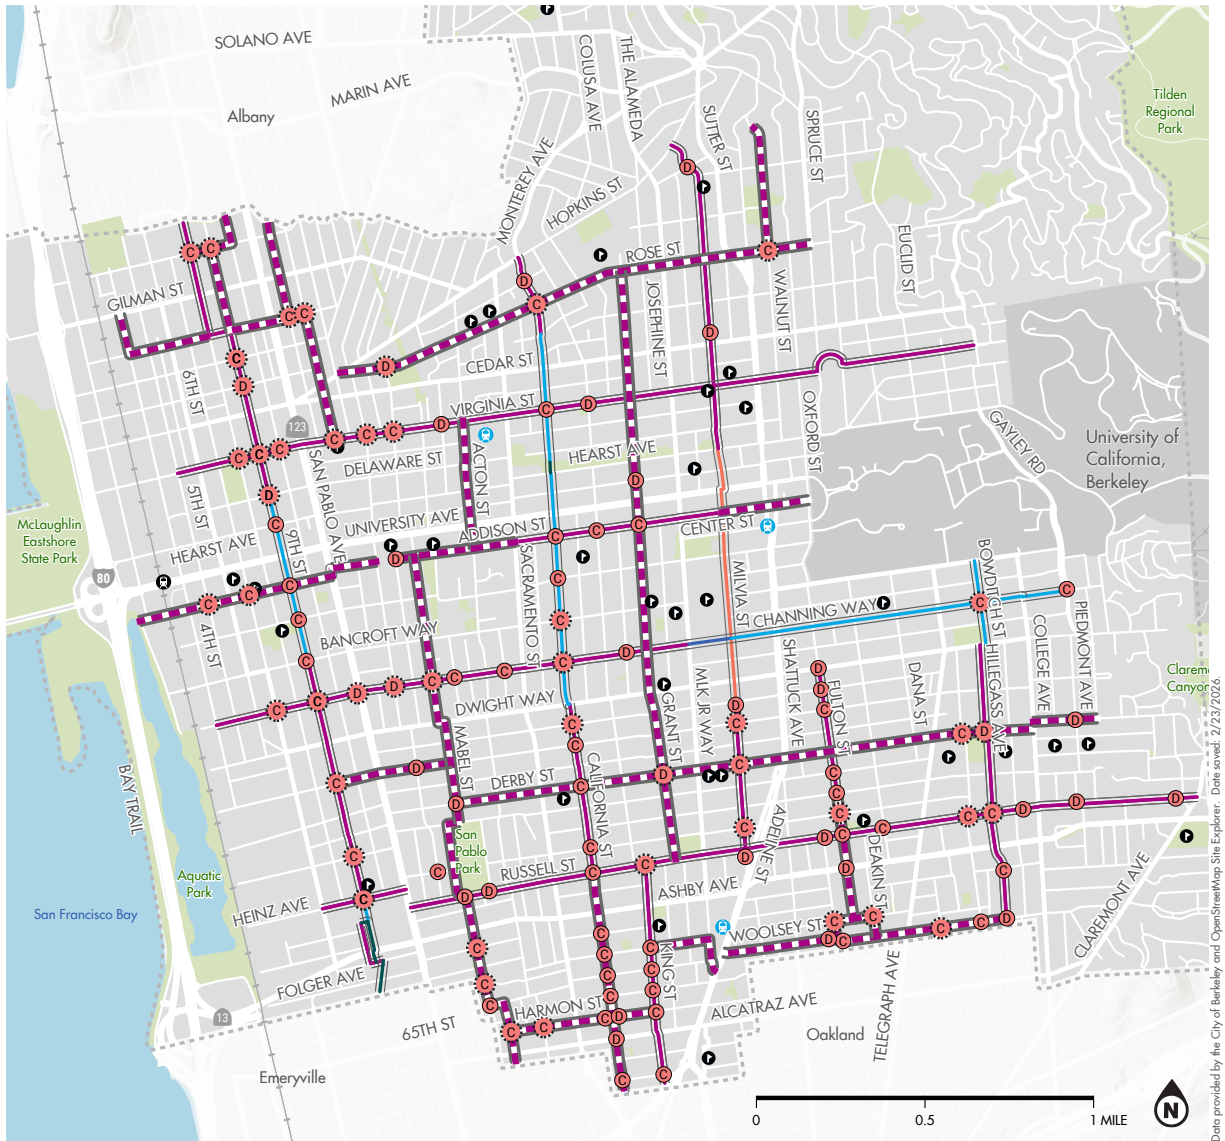 SOLANO AVE
MARIN AVE
Albany
COLUSA AVE
THE ALAMEDA
SUTTER ST
SPRUCE ST
Tilden
Regional
Park
MONTEREY AVE
HOPKINS ST
ROSE ST
EUCLID ST
GILMAN ST
JOSEPHINE ST
WALNUT ST
CEDAR ST
6TH ST
VIRGINIA ST
123
OXFORD ST
GAYLEY RD
University of
California,
Berkeley
DELAWARE ST
HEARST AVE
ACTON ST
SAN PABLO AVE
5TH ST
UNIVERSITY AVE
ADDISON ST
CENTER ST
McLaughlin
Eastshore
State Park
HEARST AVE
9TH ST
80
SACRAMENTO ST
MILVIA ST
BOWDITCH ST
CHANNING WAY
4TH ST
BANCROFT WAY
COLLEGE AVE
PIEDMONT AVE
SHATTUCK AVE
HILLEGASS AVE
DWIGHT WAY
MLK JR WAY
GRANT ST
FULTON ST
DANA ST
Claremo
Canyon
BAY TRAIL
MABEL ST
DERBY ST
CALIFORNIA ST
ADELINE ST
San
Pablo
Park
DEAKIN ST
RUSSELL ST
Aquatic
Park
ASHBY AVE
CLAREMONT AVE
San Francisco Bay
HEINZ AVE
WOOLSEY ST
KING ST
FOLGER AVE
TELEGRAPH AVE
HARMON ST
ALCATRAZ AVE
13
65TH ST
Oakland
Emeryville
0 0.5 1 MILE
N
Data provided by the City of Berkeley and OpenStreetMap Site Explorer. Date saved: 2/23/2026.